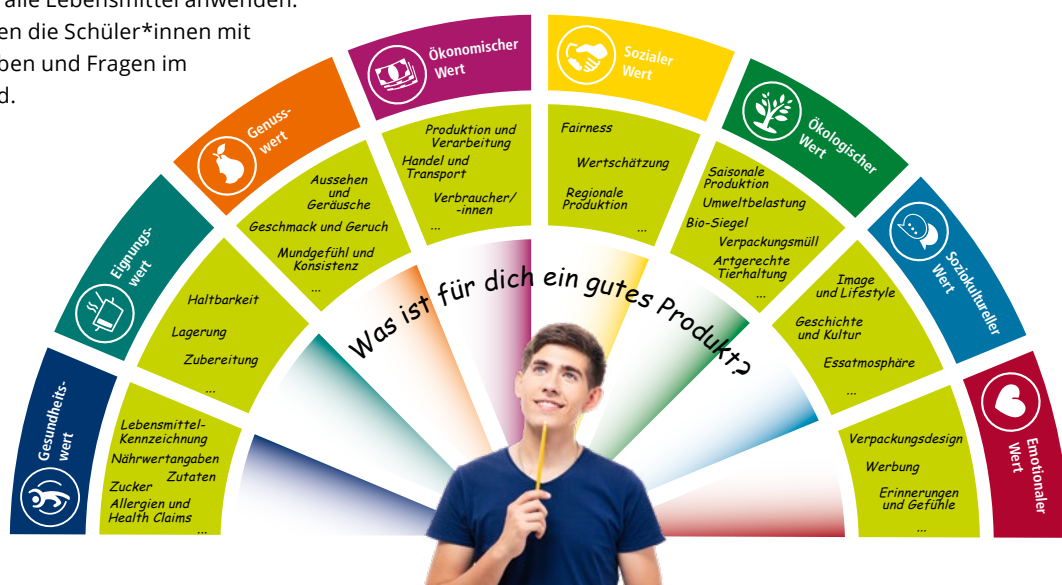 alle Lebensmittel anwenden.
en die Schüler*innen mit
ben und Fragen im
d.
Gesundheits-
wert
Lebensmittel-
Kennzeichnung
Nährwertangaben
Zutaten
Zucker
Allergien und
Health Claims
...
Eignungs-
wert
Haltbarkeit
Lagerung
Zubereitung
...
Genuss-
wert
Aussehen
und
Geräusche
Geschmack und Geruch
Mundgefühl und
Konsistenz
...
Ökonomischer
Wert
Produktion und
Verarbeitung
Handel und
Transport
Verbraucher/
-innen
...
Sozialer
Wert
Fairness
Wertschätzung
Regionale
Produktion
...
Ökologischer
Wert
Saisonale
Produktion
Umweltbelastung
Bio-Siegel
Verpackungsmüll
Artgerechte
Tierhaltung
...
Soziokultureller
Wert
Image
und Lifestyle
Geschichte
und Kultur
Essatmosphäre
...
Emotionaler
Wert
Verpackungsdesign
Werbung
Erinnerungen
und Gefühle
...
Was ist für dich ein gutes Produkt?